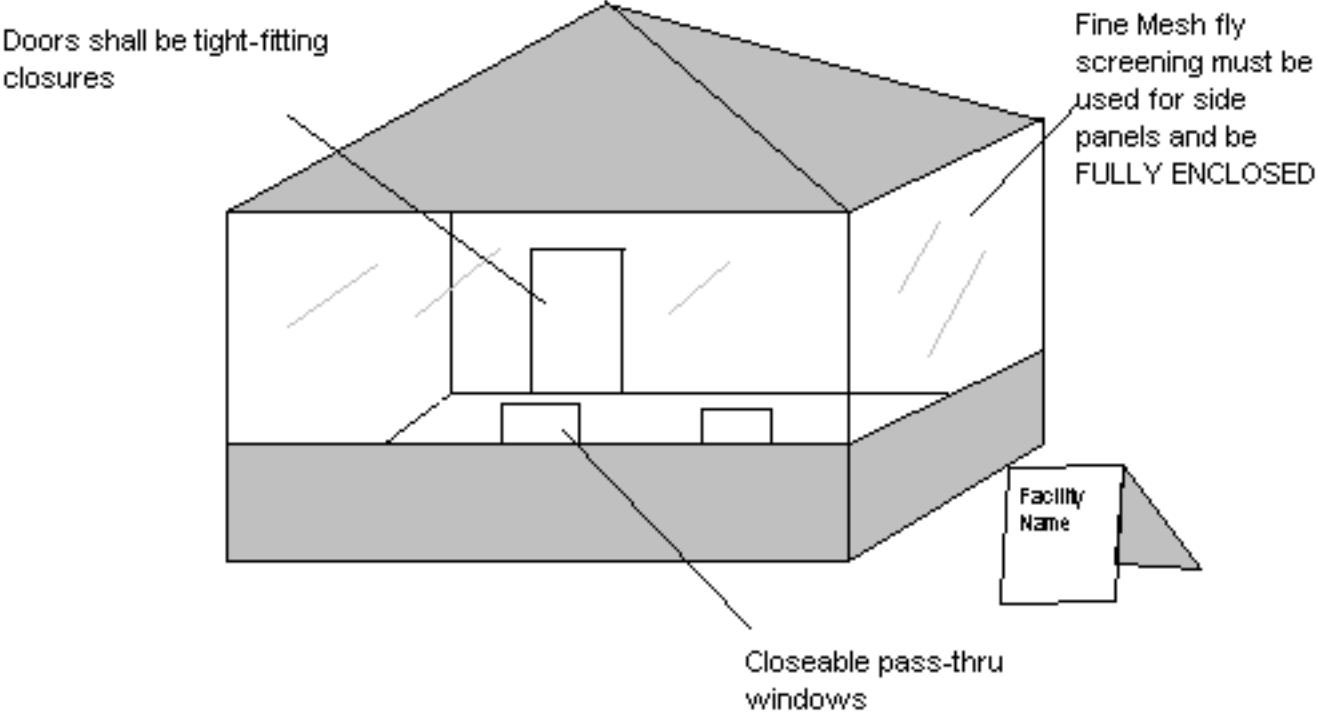 Doors shall be tight-fitting
closures
Fine Mesh fly
screening must be
used for side
panels and be
FULLY ENCLOSED
Facility
Name
Closeable pass-thru
windows